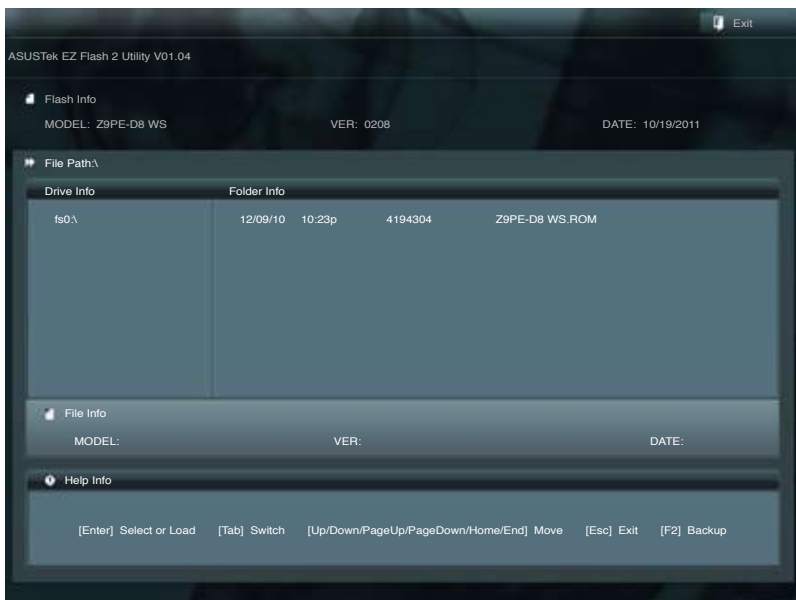 Exit
ASUSTek EZ Flash 2 Utility V01.04
Flash Info
MODEL: Z9PE-D8 WS VER: 0208 DATE: 10/19/2011
File Path:\
Drive Info Folder Info
fs0:\ 12/09/10 10:23p 4194304 Z9PE-D8 WS.ROM
File Info
MODEL: VER: DATE:
Help Info
[Enter] Select or Load [Tab] Switch [Up/Down/PageUp/PageDown/Home/End] Move [Esc] Exit [F2] Backup